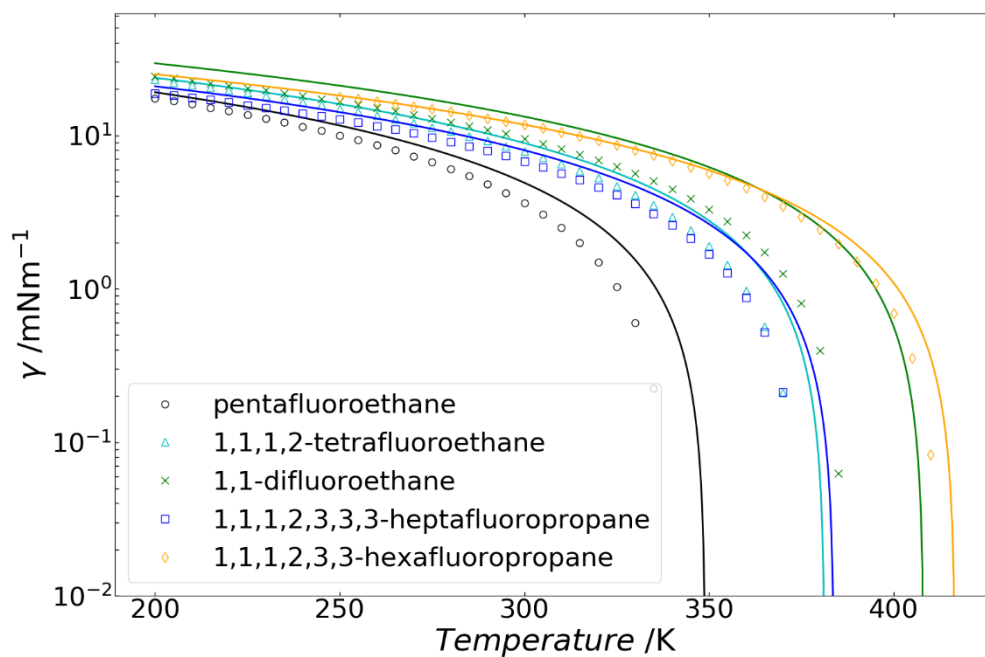 10¹
10⁰
10⁻¹
10⁻²
γ /mNm⁻¹
pentafluoroethane
1,1,1,2-tetrafluoroethane
1,1-difluoroethane
1,1,1,2,3,3,3-heptafluoropropane
1,1,1,2,3,3-hexafluoropropane
200 250 300 350 400
Temperature /K